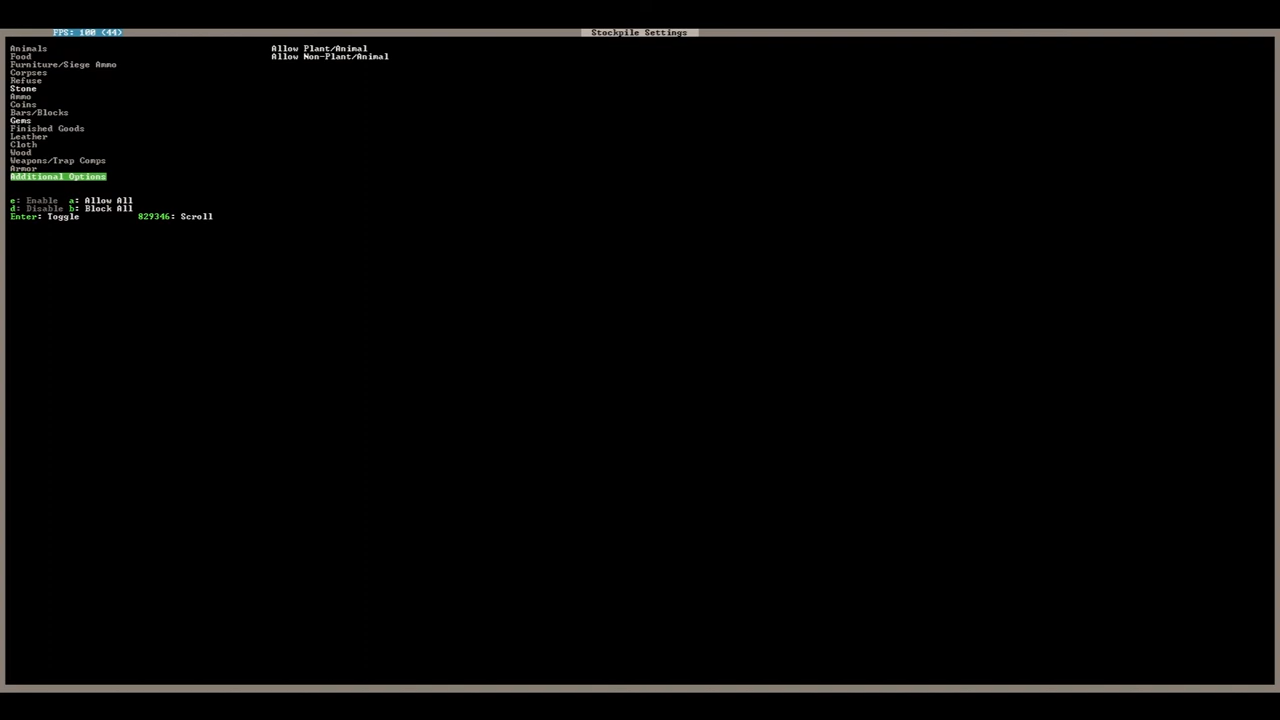 FPS: 100 (44)
Stockpile Settings
Animals
Food
Furniture/Siege Ammo
Corpses
Refuse
Stone
Ammo
Coins
Bars/Blocks
Gems
Finished Goods
Leather
Cloth
Wood
Weapons/Trap Comps
Armor
Additional Options
Allow Plant/Animal
Allow Non-Plant/Animal
e: Enable a: Allow All
d: Disable b: Block All
Enter: Toggle 829346: Scroll